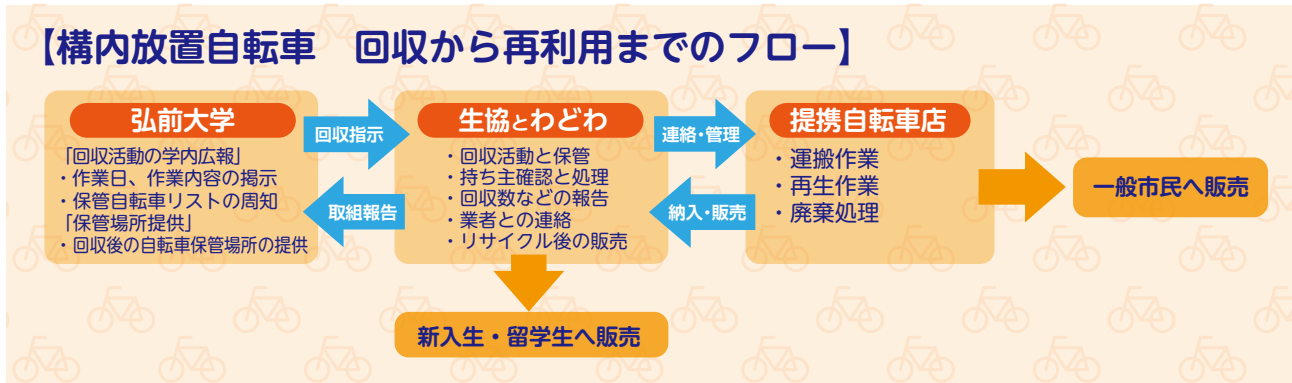 【構内放置自転車 回収から再利用までのフロー】
弘前大学
「回収活動の学内広報」
・作業日、作業内容の掲示
・保管自転車リストの周知
「保管場所提供」
・回収後の自転車保管場所の提供
回収指示
取組報告
生協とわどわ
・回収活動と保管
・持ち主確認と処理
・回収数などの報告
・業者との連絡
・リサイクル後の販売
連絡・管理
納入・販売
提携自転車店
・運搬作業
・再生作業
・廃棄処理
一般市民へ販売
新入生・留学生へ販売